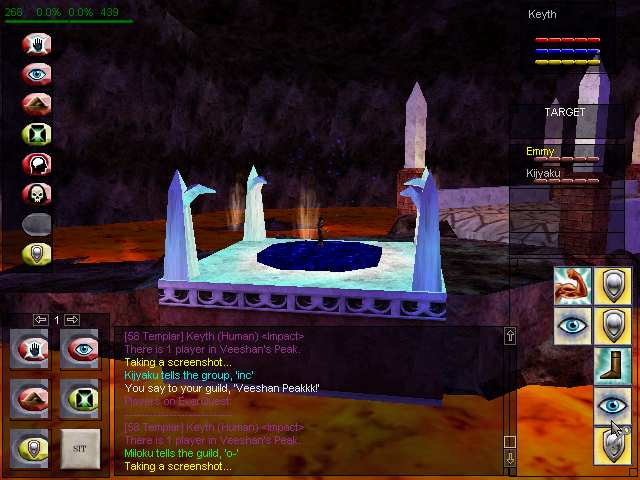 268 0.0% 0.0% 439
Keyth
TARGET
Emmy
Kijyaku
1
SIT
[58 Templar] Keyth (Human) <Impact>
There is 1 player in Veeshan's Peak.
Taking a screenshot...
Kijyaku tells the group, 'inc'
You say to your guild, 'Veeshan Peakkk!'
Players on EverQuest:
[58 Templar] Keyth (Human) <Impact>
There is 1 player in Veeshan's Peak.
Miloku tells the guild, 'o-'
Taking a screenshot...